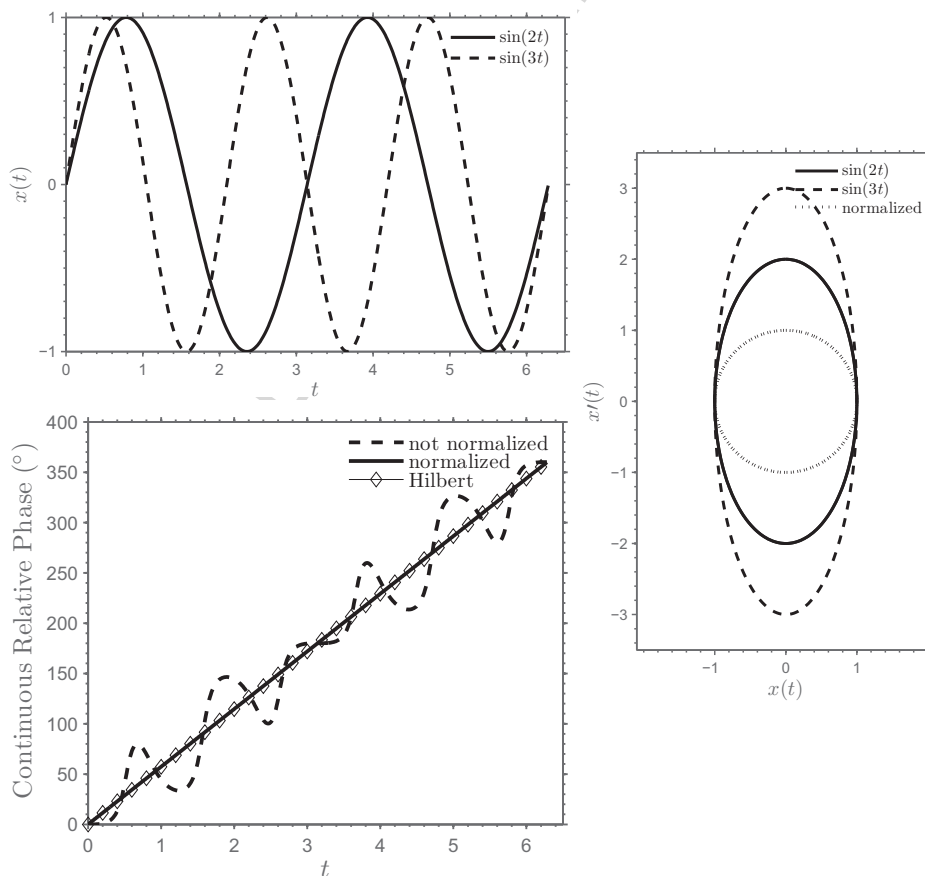 1
0
−1
x(t)
0 1 2 3 4 5 6
t
sin(2t)
sin(3t)
400
350
300
250
200
150
100
50
0
Continuous Relative Phase (°)
0 1 2 3 4 5 6
t
not normalized
normalized
Hilbert
3
2
1
0
−1
−2
−3
x′(t)
−1 0 1
x(t)
sin(2t)
sin(3t)
normalized